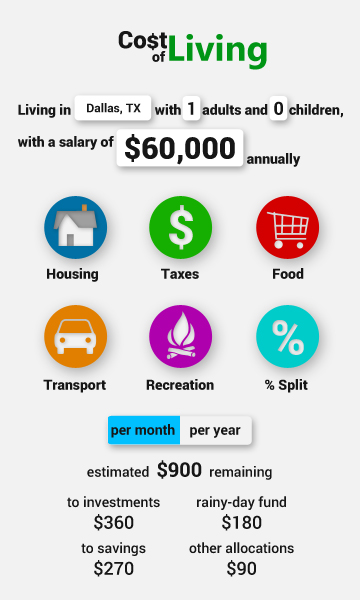 Co$t
of Living
Living in Dallas, TX with 1 adults and 0 children,
with a salary of $60,000 annually
$
Housing Taxes Food
%
Transport Recreation % Split
per month per year
estimated $900 remaining
to investments rainy-day fund
$360 $180
to savings other allocations
$270 $90